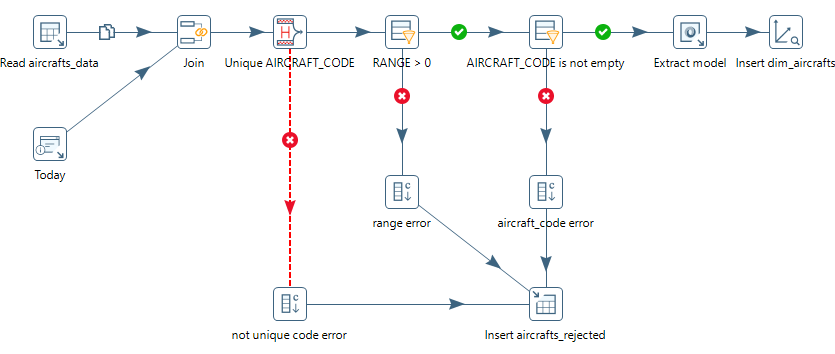 Read aircrafts_data
Join
Unique AIRCRAFT_CODE
RANGE > 0
AIRCRAFT_CODE is not empty
Extract model
Insert dim_aircrafts
Today
range error
aircraft_code error
not unique code error
Insert aircrafts_rejected